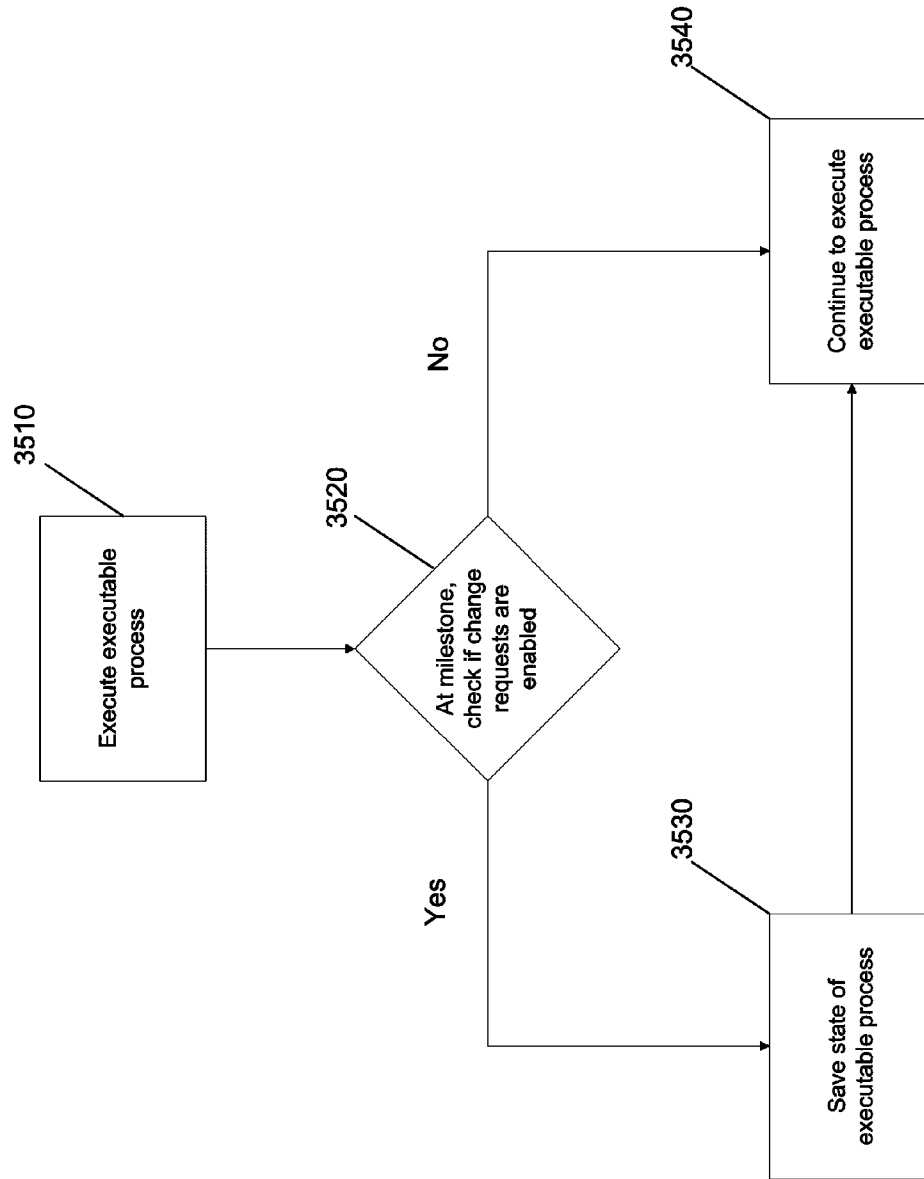 3510
Execute executable
process
3520
At milestone,
check if change
requests are
enabled
Yes
No
3530
Save state of
executable process
3540
Continue to execute
executable process